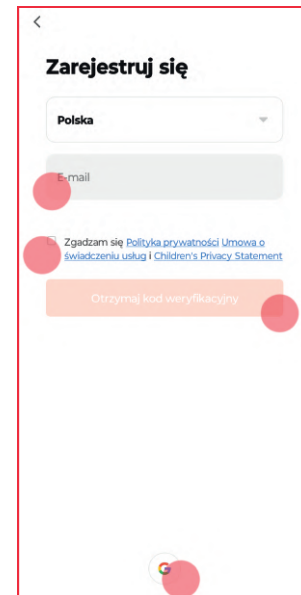 Zarejestruj się
Polska
E-mail
Zgadzam się Polityka prywatności Umowa o
świadczeniu usług i Children's Privacy Statement
Otrzymaj kod weryfikacyjny
G